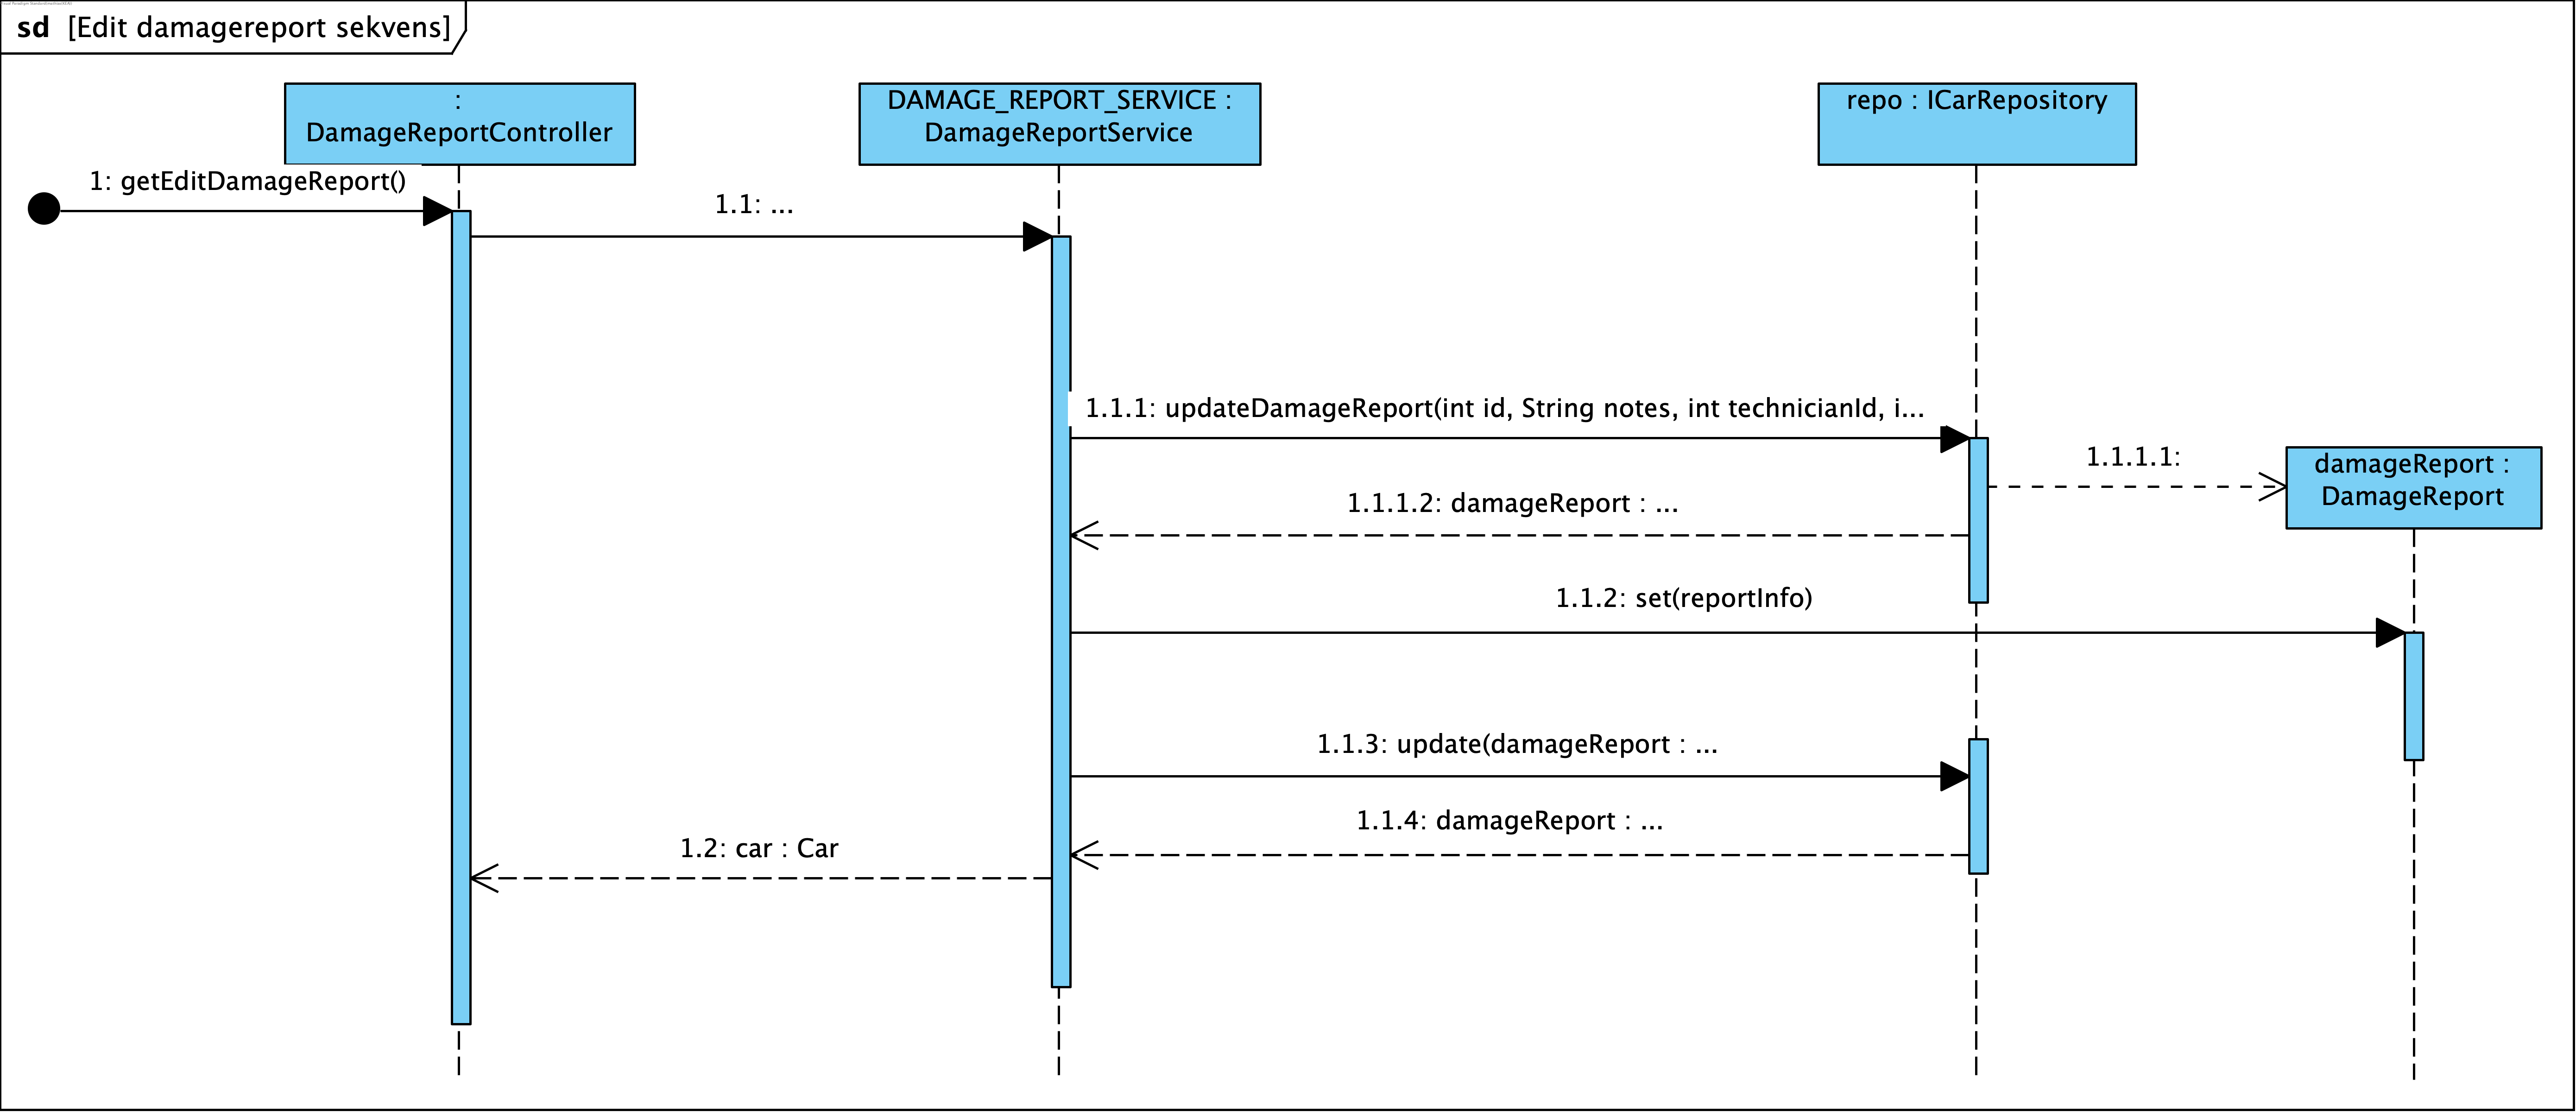 sd [Edit damagereport sekvens]
:
DamageReportController
DAMAGE_REPORT_SERVICE :
DamageReportService
repo : ICarRepository
1: getEditDamageReport()
1.1: ...
1.1.1: updateDamageReport(int id, String notes, int technicianId, i...
1.1.1.1:
damageReport :
DamageReport
1.1.1.2: damageReport : ...
1.1.2: set(reportInfo)
1.1.3: update(damageReport : ...
1.1.4: damageReport : ...
1.2: car : Car